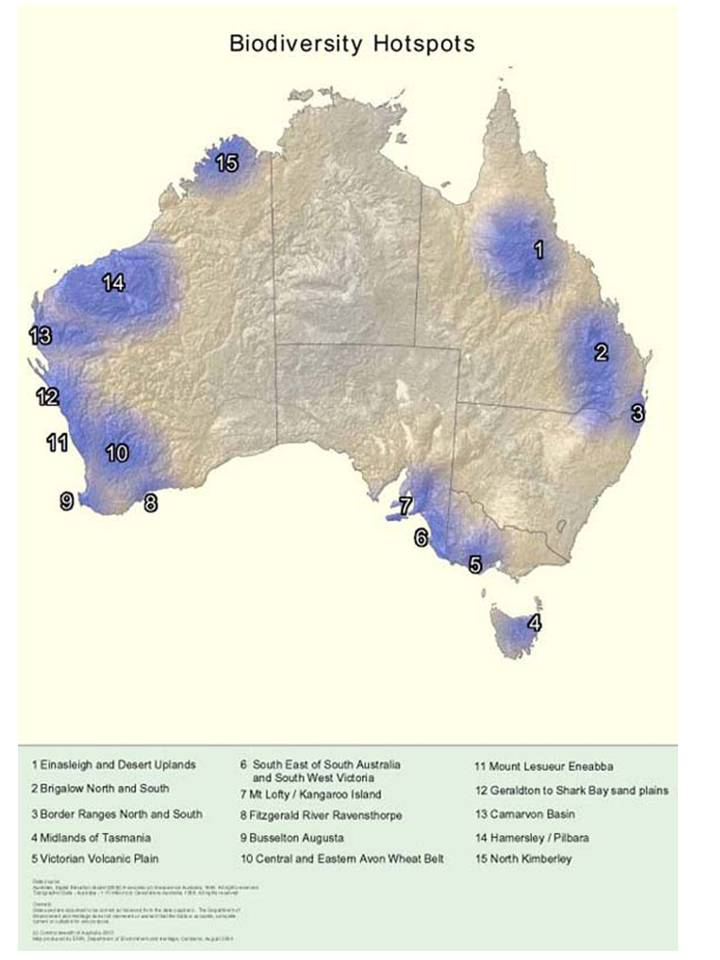 Biodiversity Hotspots
15
1
14
13
2
12
3
11
10
9
8
7
6
5
4
1 Einasleigh and Desert Uplands
2 Brigalow North and South
3 Border Ranges North and South
4 Midlands of Tasmania
5 Victorian Volcanic Plain
6 South East of South Australia
and South West Victoria
7 Mt Lofty / Kangaroo Island
8 Fitzgerald River Ravensthorpe
9 Busselton Augusta
10 Central and Eastern Avon Wheat Belt
11 Mount Lesueur Eneabba
12 Geraldton to Shark Bay sand plains
13 Carnarvon Basin
14 Hamersley / Pilbara
15 North Kimberley